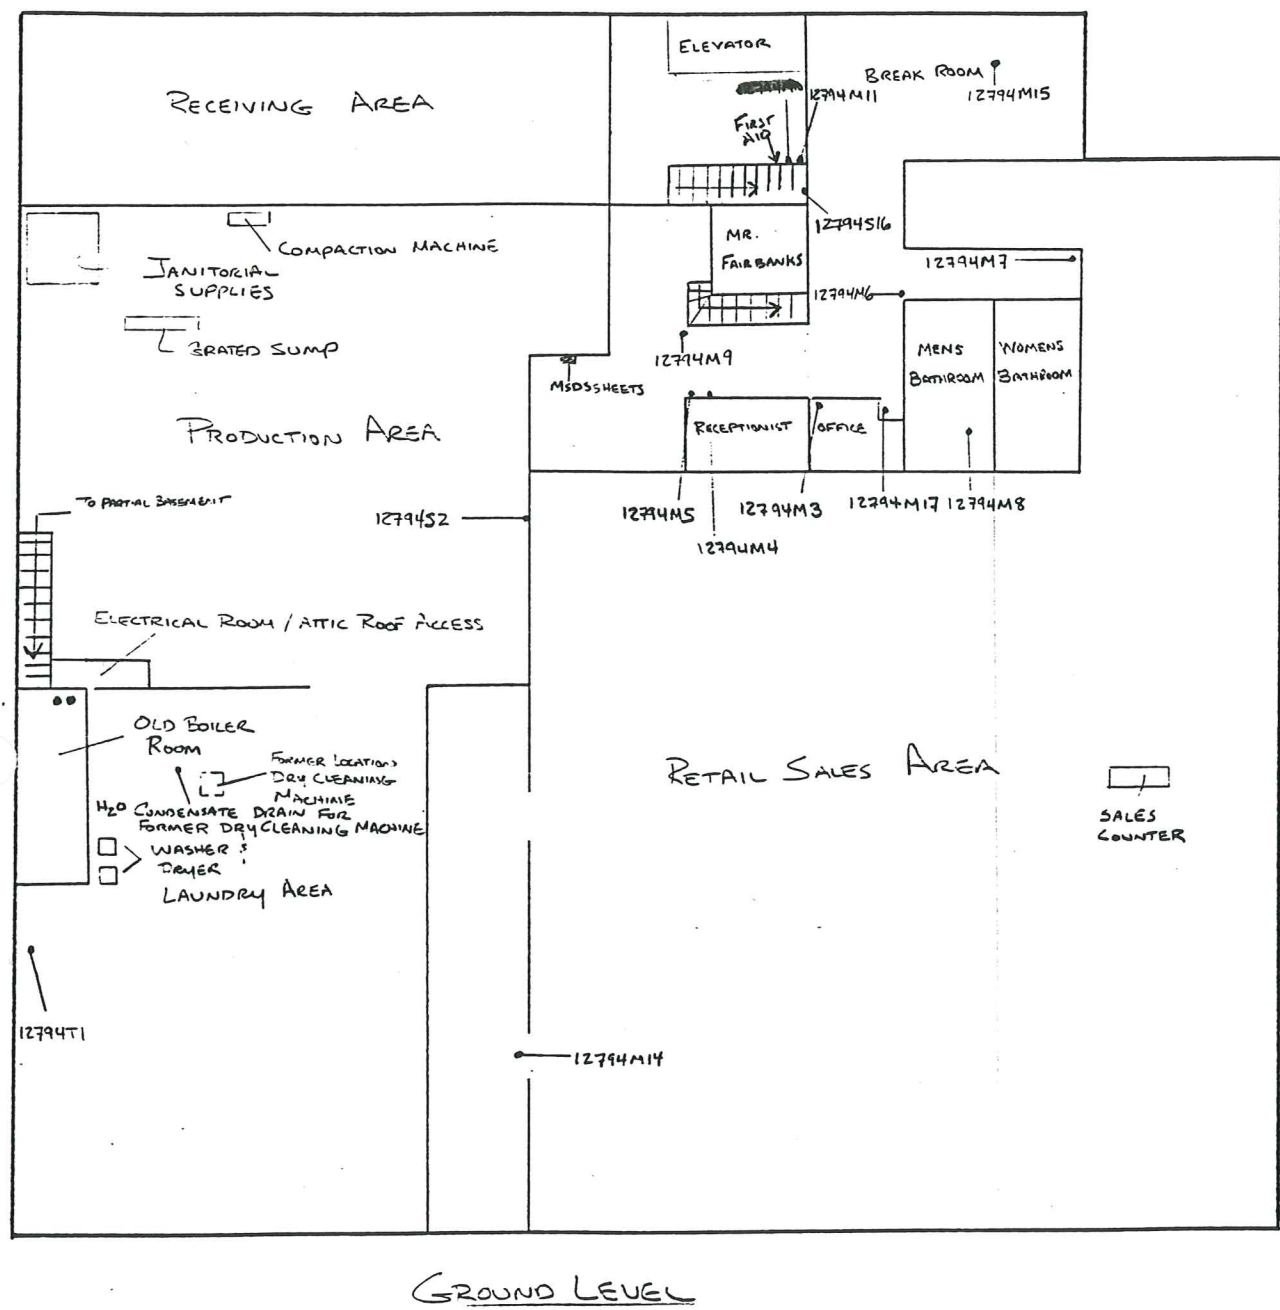 ELEVATOR
BREAK ROOM
12794M15
12794M11
RECEIVING AREA
FIRST
AID
12794S16
COMPACTION MACHINE
JANITORIAL
SUPPLIES
MR.
FAIRBANKS
12794M7
12794M6
GRATED SUMP
12794M9
MENS
BATHROOM
WOMENS
BATHROOM
MSDSSHEETS
PRODUCTION AREA
RECEPTIONIST
OFFICE
TO PARTIAL BASEMENT
12794S2
12794M5
12794M3
12794M17
12794M8
12794M4
ELECTRICAL ROOM / ATTIC ROOF ACCESS
OLD BOILER
ROOM
FORMER LOCATION
DRY CLEANING
MACHINE
H2O CONDENSATE DRAIN FOR
FORMER DRY CLEANING MACHINE
WASHER &
DRYER
LAUNDRY AREA
RETAIL SALES AREA
SALES
COUNTER
12794T1
12794M14
GROUND LEVEL